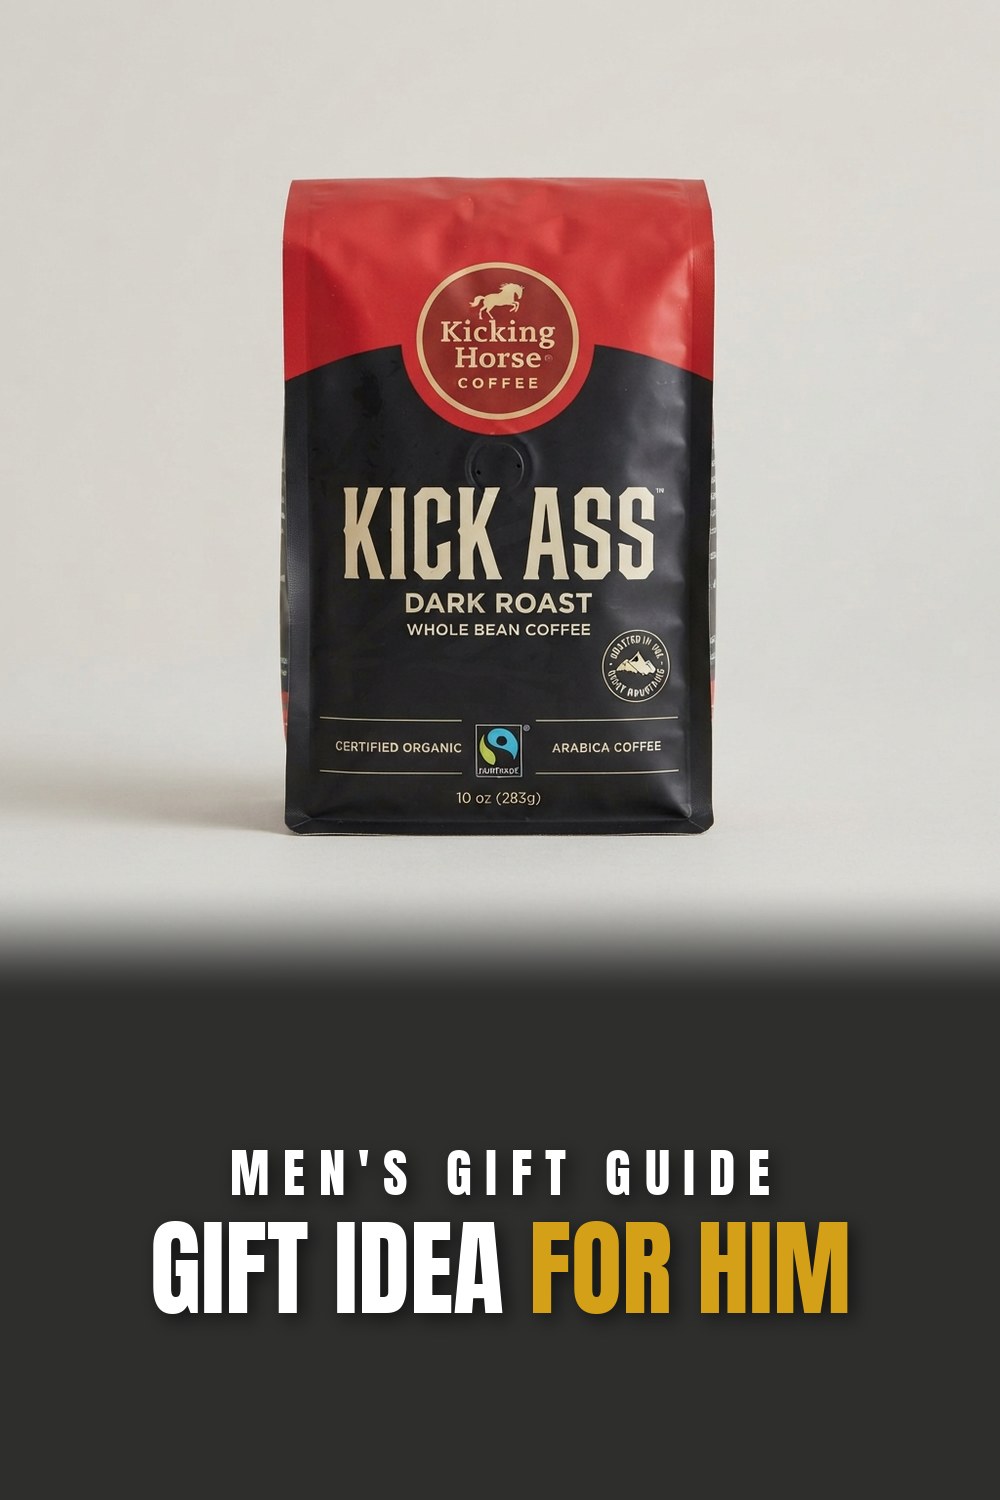 Kicking
Horse®
COFFEE
KICK ASS™
DARK ROAST
WHOLE BEAN COFFEE
CERTIFIED ORGANIC
ARABICA COFFEE
10 oz (283g)
MEN'S GIFT GUIDE
GIFT IDEA FOR HIM